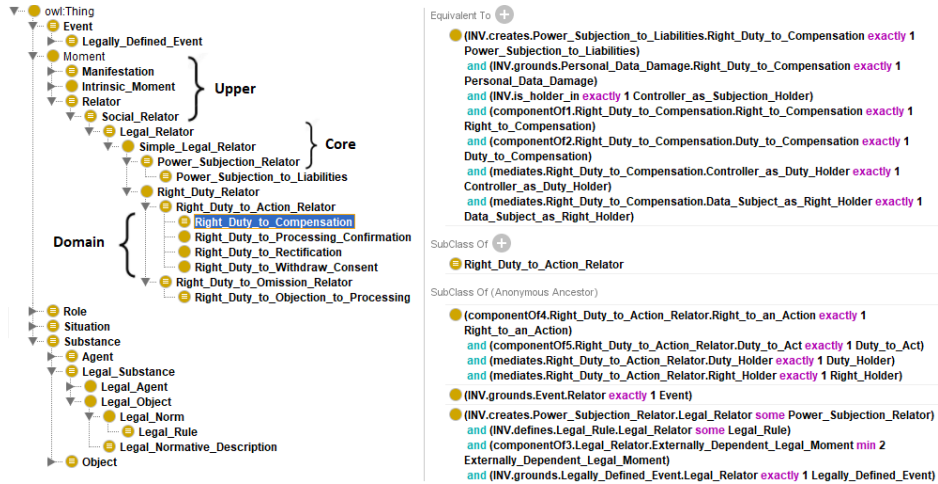 owl:Thing
Event
Legally_Defined_Event
Moment
Manifestation
Intrinsic_Moment
Relator
Social_Relator
Legal_Relator
Simple_Legal_Relator
Power_Subjection_Relator
Power_Subjection_to_Liabilities
Right_Duty_Relator
Right_Duty_to_Action_Relator
Right_Duty_to_Compensation
Right_Duty_to_Processing_Confirmation
Right_Duty_to_Rectification
Right_Duty_to_Withdraw_Consent
Right_Duty_to_Omission_Relator
Right_Duty_to_Objection_to_Processing
Role
Situation
Substance
Agent
Legal_Substance
Legal_Agent
Legal_Object
Legal_Norm
Legal_Rule
Legal_Normative_Description
Object
Upper
Core
Domain
Equivalent To
(INV.creates.Power_Subjection_to_Liabilities.Right_Duty_to_Compensation exactly 1
Power_Subjection_to_Liabilities)
and (INV.grounds.Personal_Data_Damage.Right_Duty_to_Compensation exactly 1
Personal_Data_Damage)
and (INV.is_holder_in exactly 1 Controller_as_Subjection_Holder)
and (componentOf1.Right_Duty_to_Compensation.Right_to_Compensation exactly 1
Right_to_Compensation)
and (componentOf2.Right_Duty_to_Compensation.Duty_to_Compensation exactly 1
Duty_to_Compensation)
and (mediates.Right_Duty_to_Compensation.Controller_as_Duty_Holder exactly 1
Controller_as_Duty_Holder)
and (mediates.Right_Duty_to_Compensation.Data_Subject_as_Right_Holder exactly 1
Data_Subject_as_Right_Holder)
SubClass Of
Right_Duty_to_Action_Relator
SubClass Of (Anonymous Ancestor)
(componentOf4.Right_Duty_to_Action_Relator.Right_to_an_Action exactly 1
Right_to_an_Action)
and (componentOf5.Right_Duty_to_Action_Relator.Duty_to_Act exactly 1 Duty_to_Act)
and (mediates.Right_Duty_to_Action_Relator.Duty_Holder exactly 1 Duty_Holder)
and (mediates.Right_Duty_to_Action_Relator.Right_Holder exactly 1 Right_Holder)
(INV.grounds.Event.Relator exactly 1 Event)
(INV.creates.Power_Subjection_Relator.Legal_Relator some Power_Subjection_Relator)
and (INV.defines.Legal_Rule.Legal_Relator some Legal_Rule)
and (componentOf3.Legal_Relator.Externally_Dependent_Legal_Moment min 2
Externally_Dependent_Legal_Moment)
and (INV.grounds.Legally_Defined_Event.Legal_Relator exactly 1 Legally_Defined_Event)